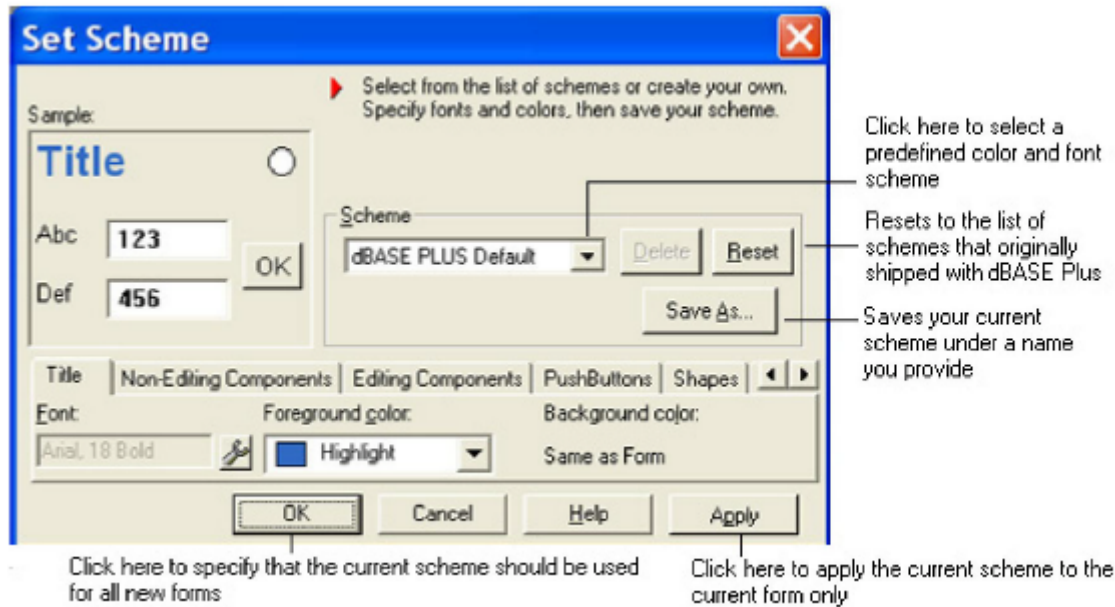 Set Scheme
Select from the list of schemes or create your own.
Specify fonts and colors, then save your scheme.
Sample:
Title
Abc 123
OK
Def 456
Scheme
dBASE PLUS Default
Delete
Reset
Save As...
Click here to select a
predefined color and font
scheme
Resets to the list of
schemes that originally
shipped with dBASE Plus
Saves your current
scheme under a name
you provide
Title Non-Editing Components Editing Components PushButtons Shapes
Font: Foreground color: Background color:
Arial, 18 Bold Highlight Same as Form
OK Cancel Help Apply
Click here to specify that the current scheme should be used
for all new forms
Click here to apply the current scheme to the
current form only